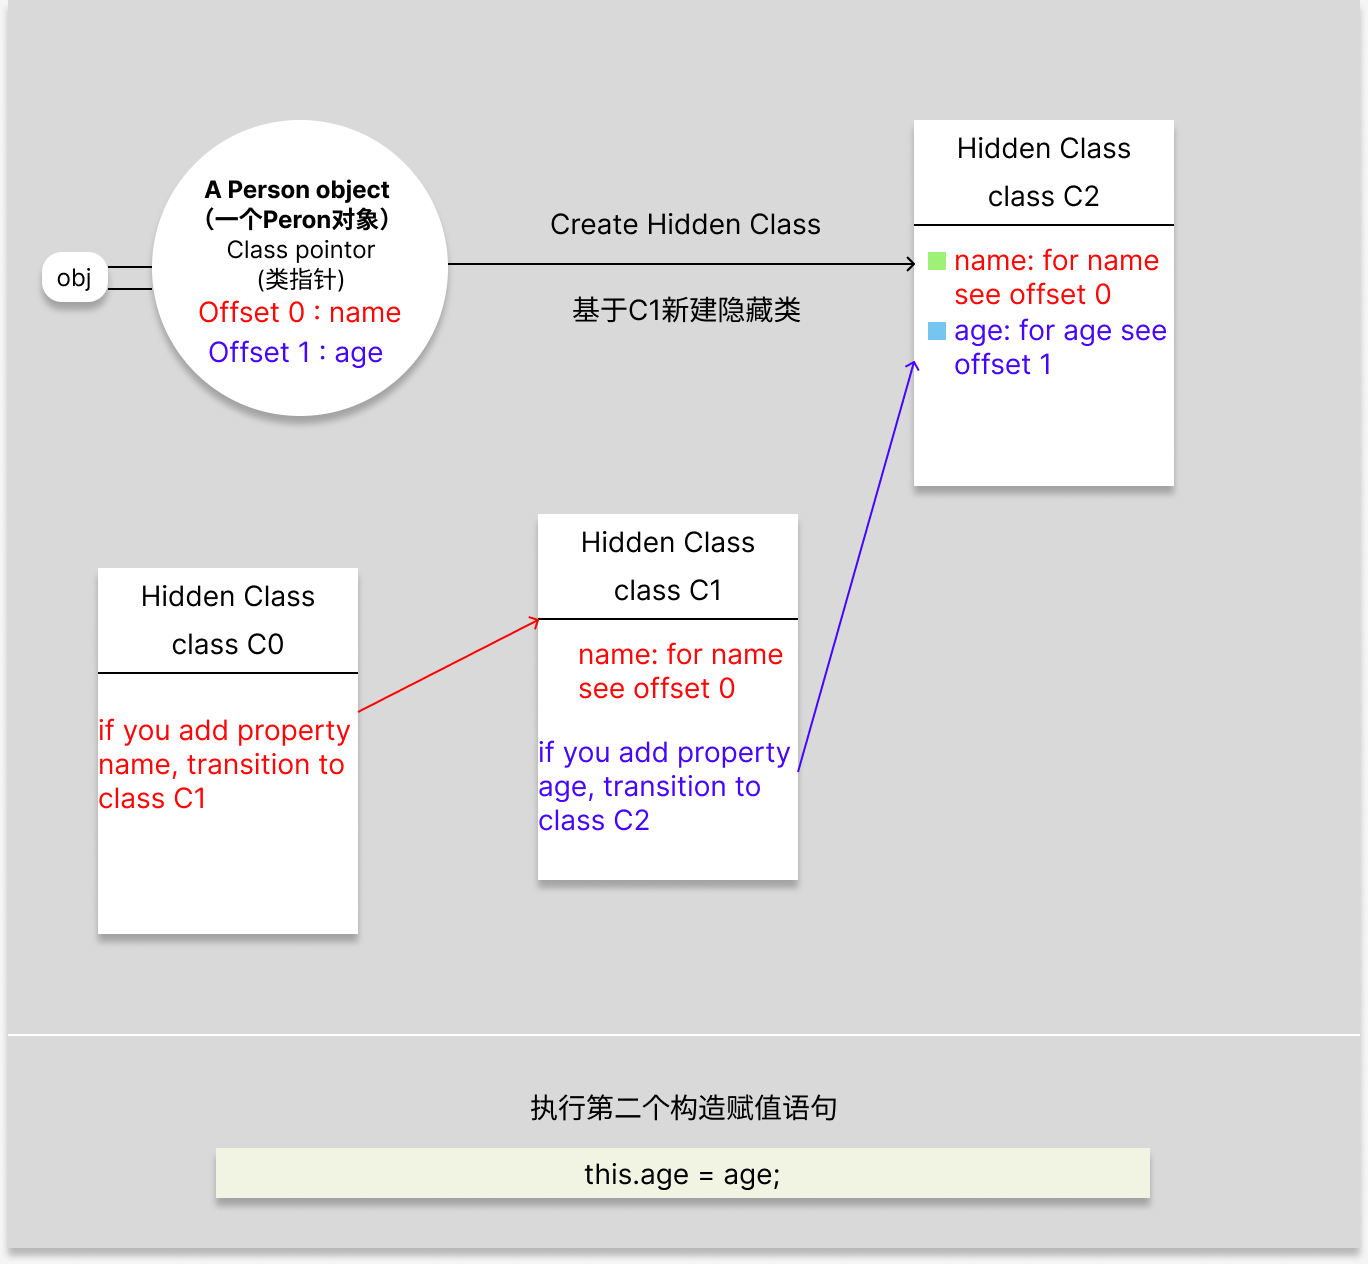 obj
A Person object
（一个Peron对象）
Class pointor
(类指针)
Offset 0 : name
Offset 1 : age
Create Hidden Class
基于C1新建隐藏类
Hidden Class
class C2
name: for name
see offset 0
age: for age see
offset 1
Hidden Class
class C0
if you add property
name, transition to
class C1
Hidden Class
class C1
name: for name
see offset 0
if you add property
age, transition to
class C2
执行第二个构造赋值语句
this.age = age;